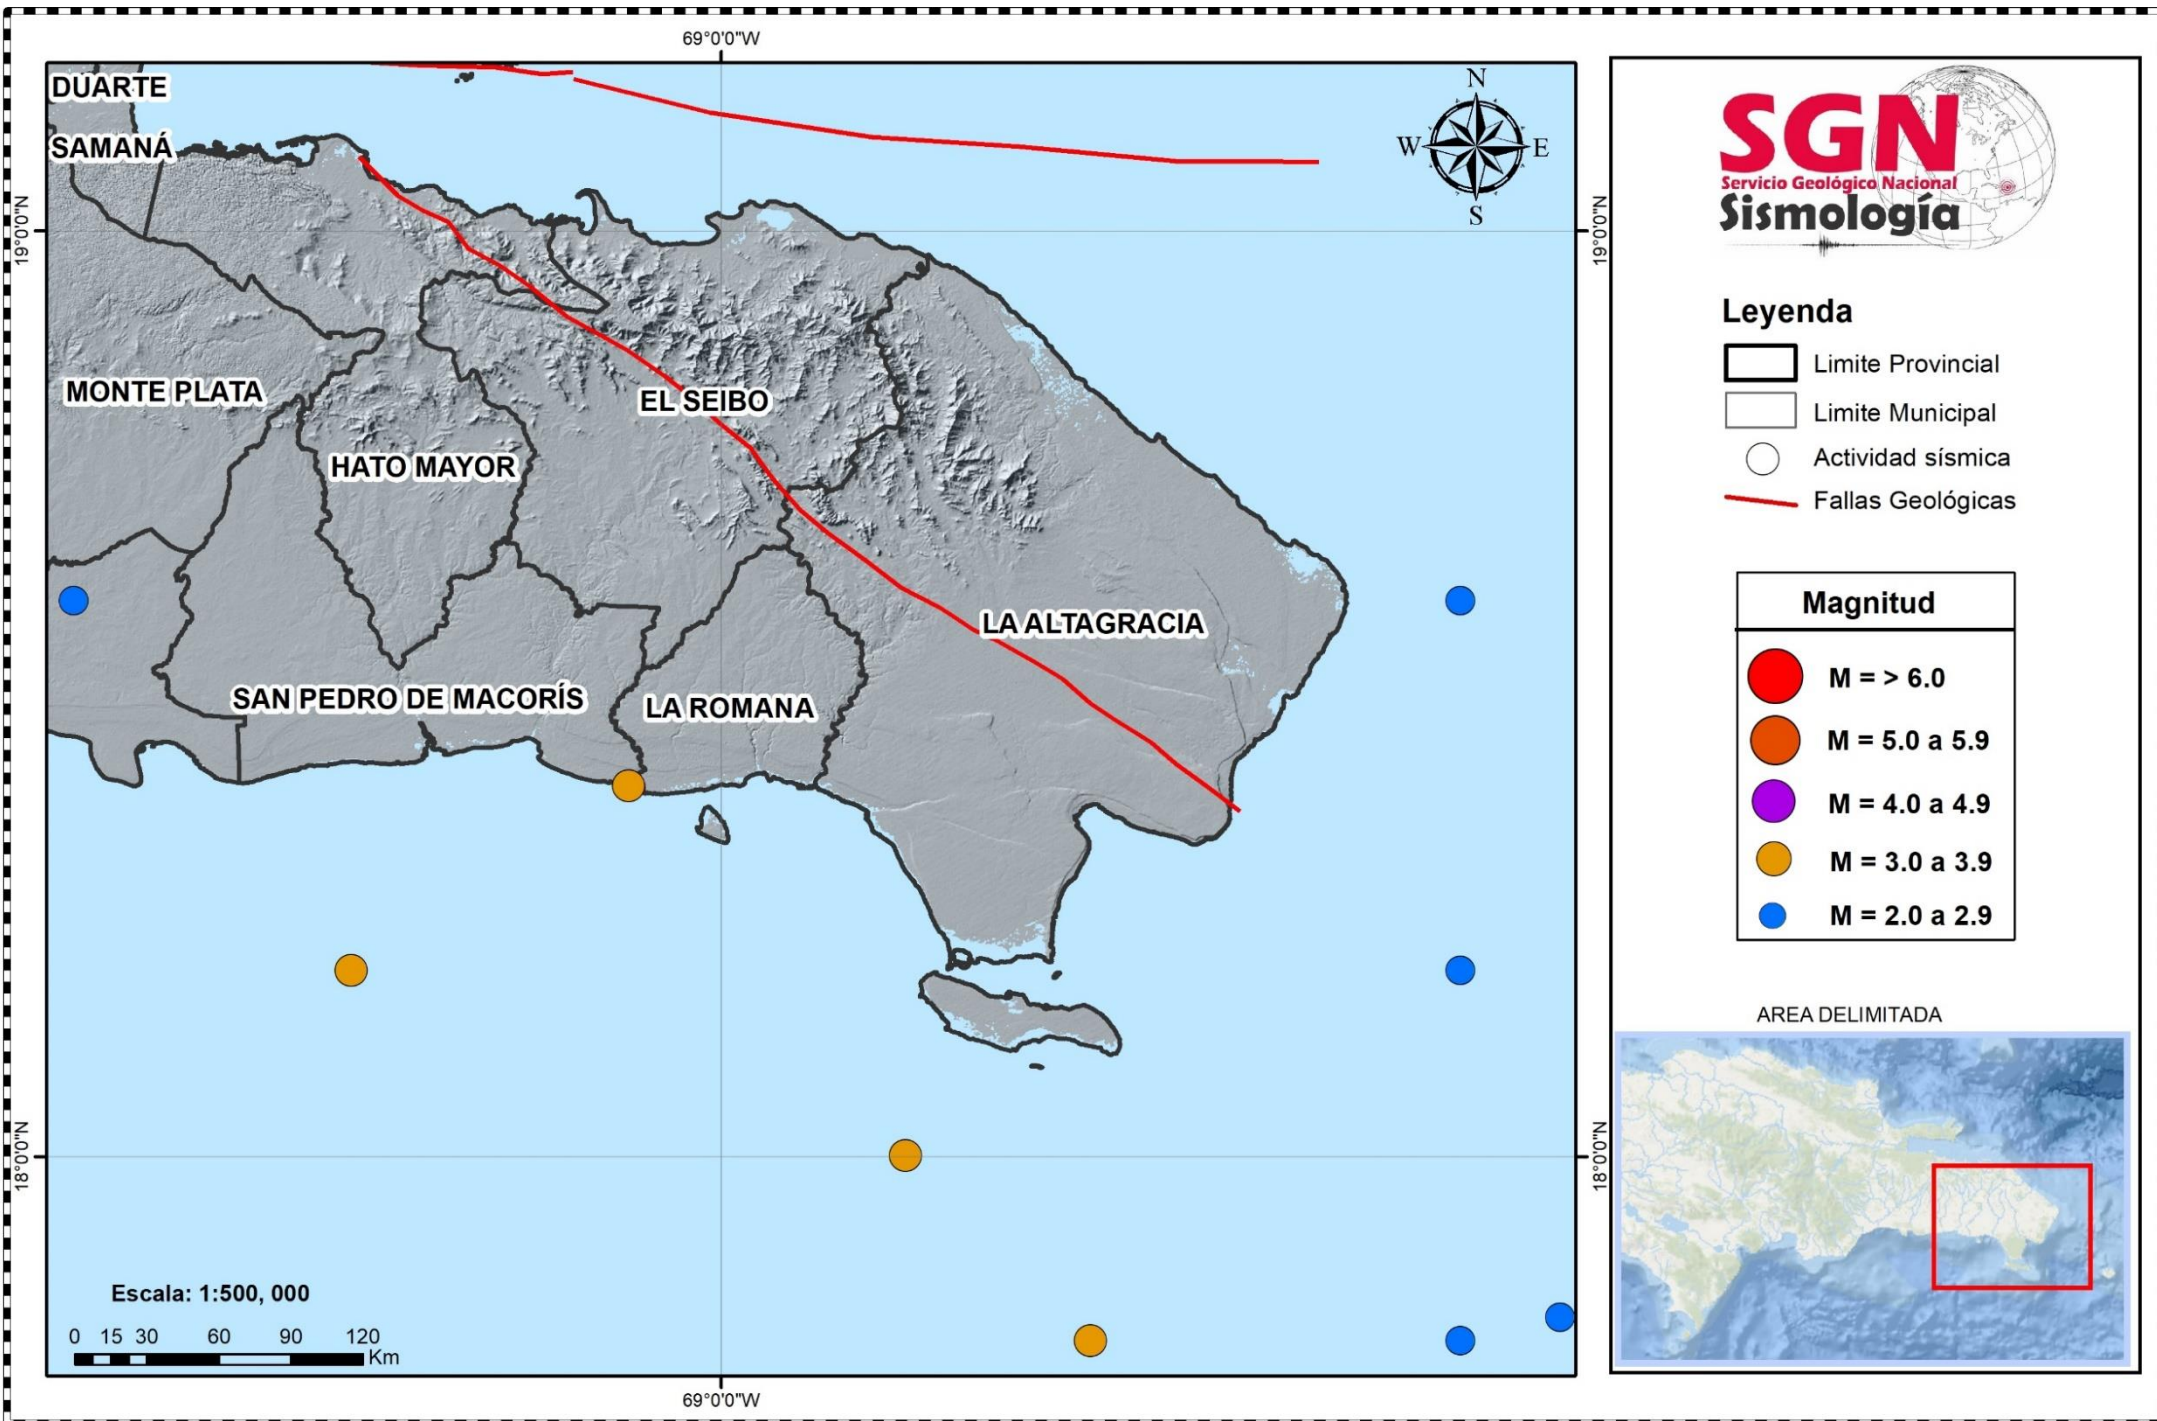 69°0'0"W
DUARTE
SAMANÁ
N
W
E
S
19°0'0"N
19°0'0"N
MONTE PLATA
EL SEIBO
HATO MAYOR
LA ALTAGRACIA
SAN PEDRO DE MACORÍS
LA ROMANA
18°0'0"N
18°0'0"N
Escala: 1:500, 000
0 15 30 60 90 120
Km
69°0'0"W
SGN
Servicio Geológico Nacional
Sismología
Leyenda
Limite Provincial
Limite Municipal
Actividad sísmica
Fallas Geológicas
Magnitud
M = > 6.0
M = 5.0 a 5.9
M = 4.0 a 4.9
M = 3.0 a 3.9
M = 2.0 a 2.9
AREA DELIMITADA